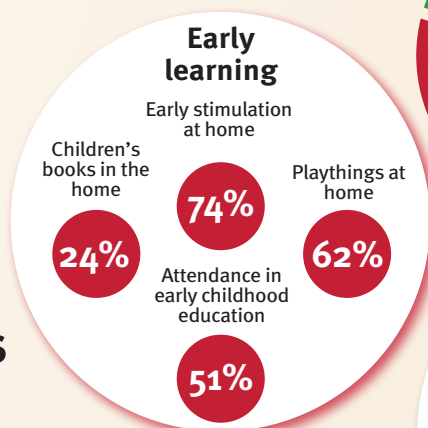 Early
learning
Early stimulation
at home
74%
Children’s
books in the
home
24%
Playthings at
home
62%
Attendance in
early childhood
education
51%
s